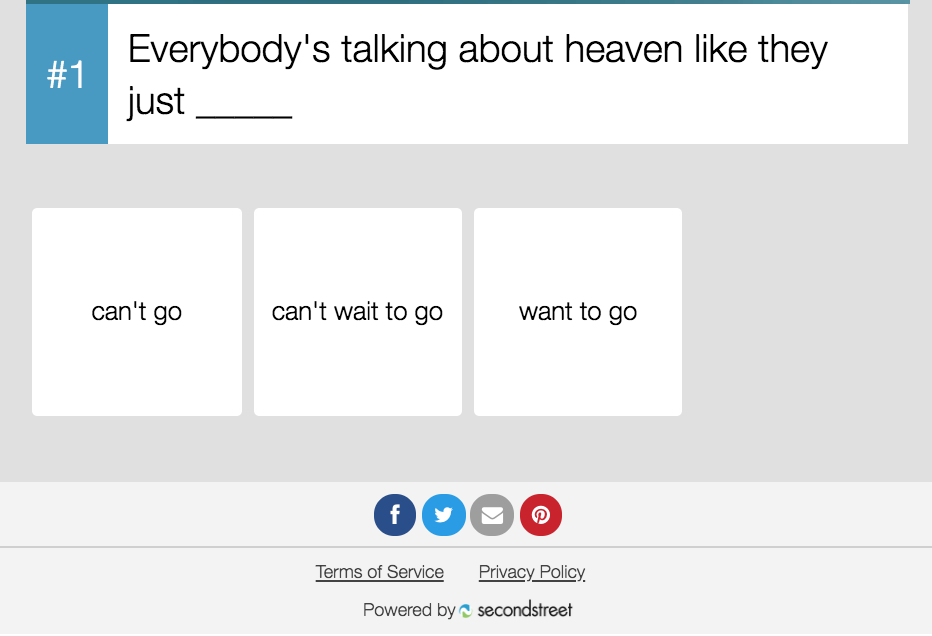 #1
Everybody's talking about heaven like they
just _____
can't go
can't wait to go
want to go
f
Terms of Service
Privacy Policy
Powered by secondstreet